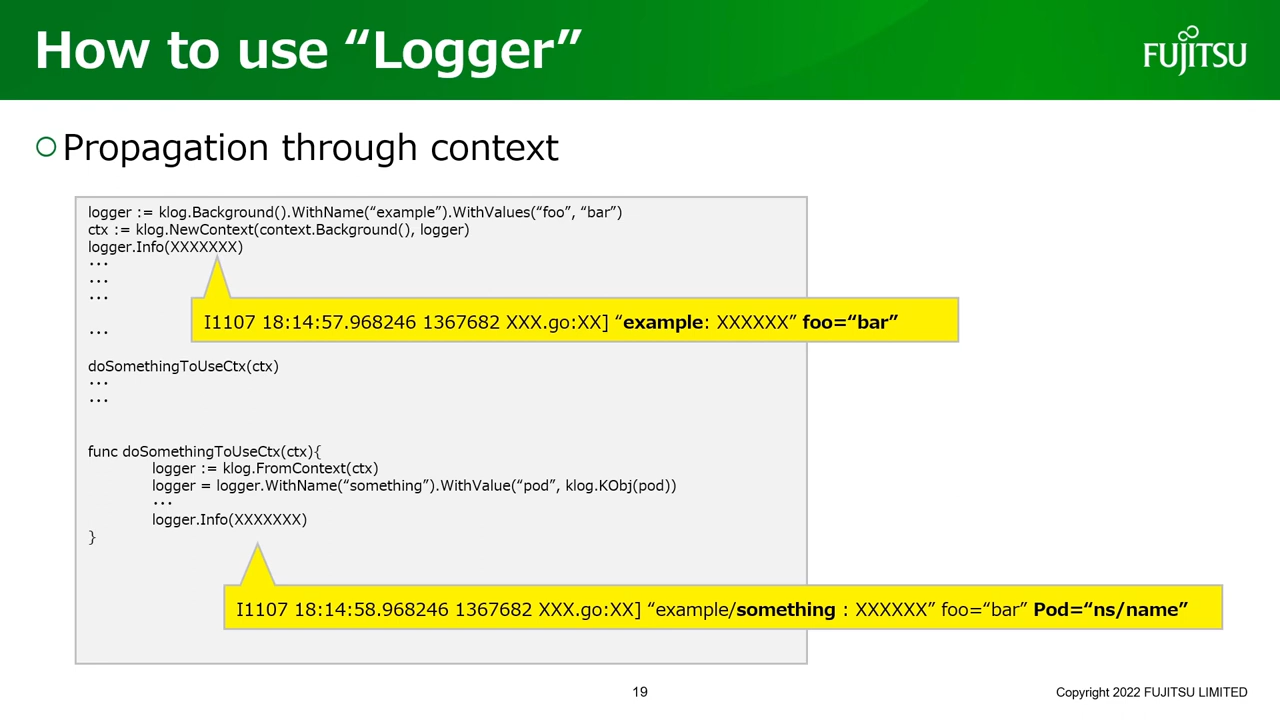 How to use “Logger”
FUJITSU
Propagation through context
logger := klog.Background().WithName(“example”).WithValues(“foo”, “bar”)
ctx := klog.NewContext(context.Background(), logger)
logger.Info(XXXXXXX)
…
…
…
I1107 18:14:57.968246 1367682 XXX.go:XX] “example: XXXXXX” foo=“bar”
…
doSomethingToUseCtx(ctx)
…
…
func doSomethingToUseCtx(ctx){
logger := klog.FromContext(ctx)
logger = logger.WithName(“something”).WithValue(“pod”, klog.KObj(pod))
…
logger.Info(XXXXXXX)
}
I1107 18:14:58.968246 1367682 XXX.go:XX] “example/something : XXXXXX” foo=“bar” Pod=“ns/name”
19
Copyright 2022 FUJITSU LIMITED